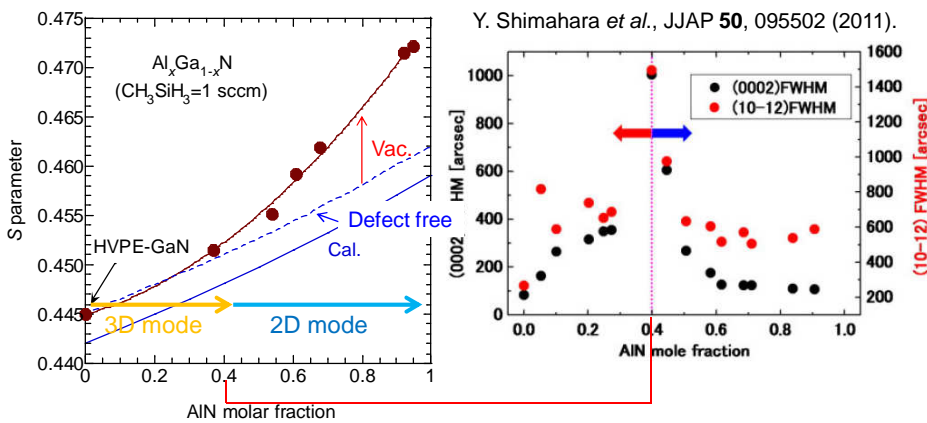 Y. Shimahara et al., JJAP 50, 095502 (2011).
S parameter
0.475
0.470
0.465
0.460
0.455
0.450
0.445
0.440
AlxGa1-xN
(CH3SiH3=1 sccm)
Vac.
Defect free
Cal.
HVPE-GaN
3D mode
2D mode
0
0.2
0.4
0.6
0.8
1
AlN molar fraction
(0002 HM [arcsec]
1000
800
600
400
200
0
(0002)FWHM
(10-12)FWHM
1600
1400
1200
1000
800
600
400
200
(10-12) FWHM [arcsec]
0.0
0.2
0.4
0.6
0.8
1.0
AlN mole fraction